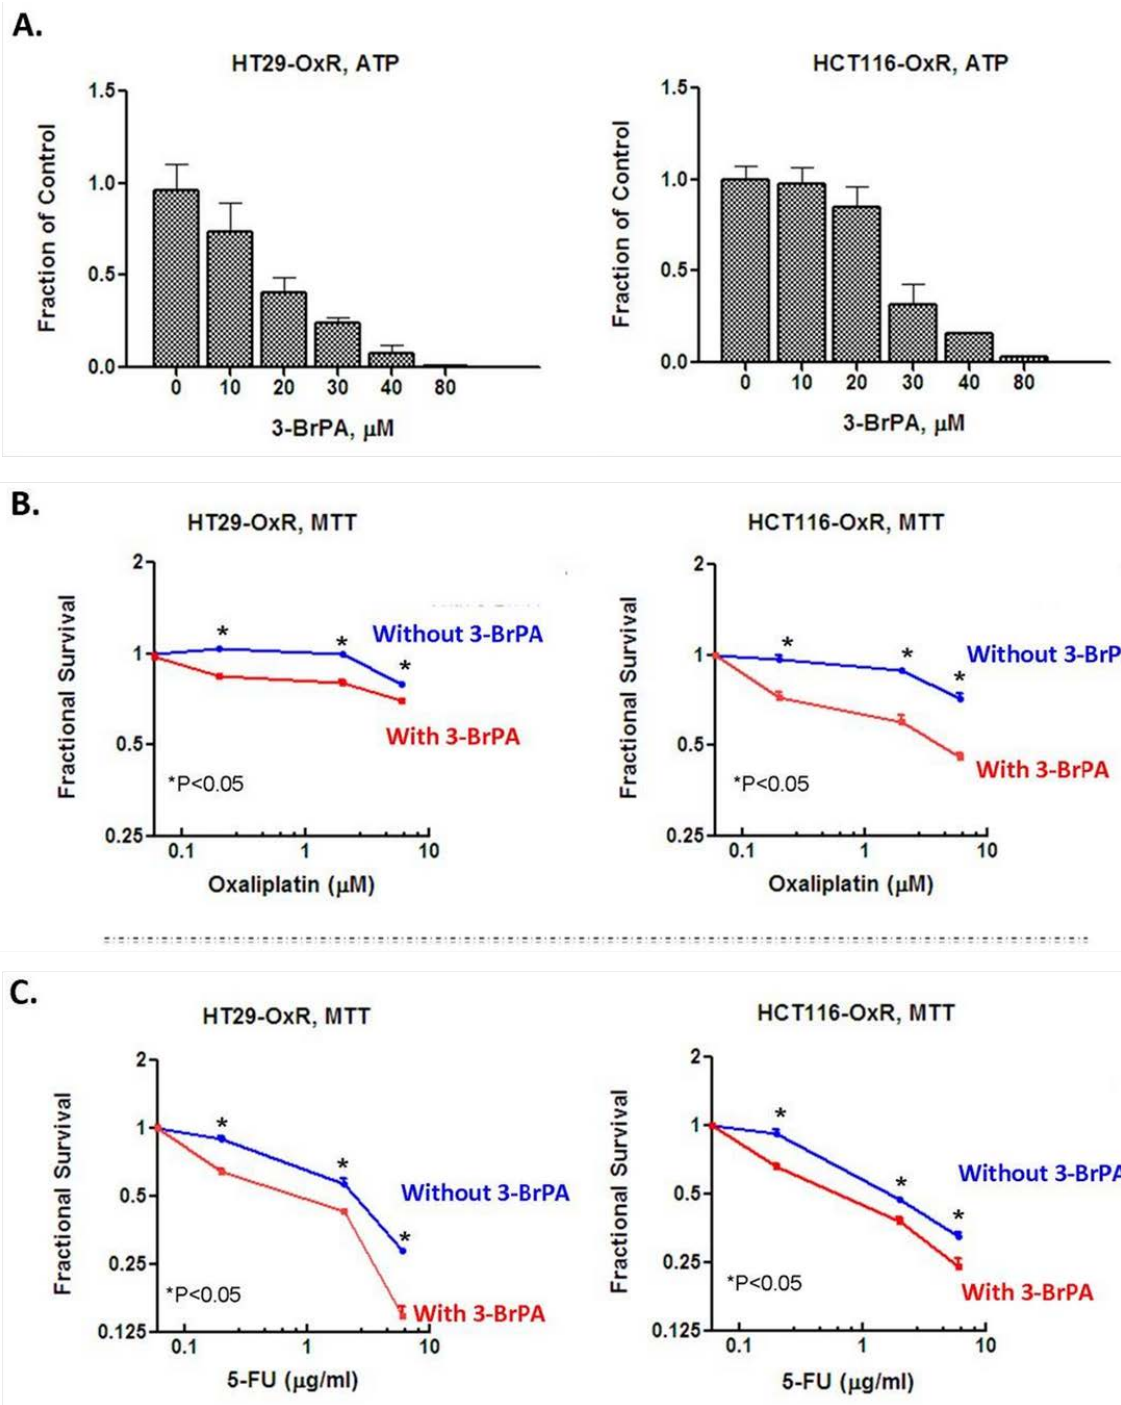 A.
HT29-OxR, ATP
HCT116-OxR, ATP
Fraction of Control
1.5
1.0
0.5
0.0
0 10 20 30 40 80
3-BrPA, μM
Fraction of Control
1.5
1.0
0.5
0.0
0 10 20 30 40 80
3-BrPA, μM
B.
HT29-OxR, MTT
HCT116-OxR, MTT
Fractional Survival
2
1
0.5
0.25
* * *
Without 3-BrPA
With 3-BrPA
*P<0.05
0.1 1 10
Oxaliplatin (μM)
Fractional Survival
2
1
0.5
0.25
* * *
Without 3-BrP
With 3-BrPA
*P<0.05
0.1 1 10
Oxaliplatin (μM)
C.
HT29-OxR, MTT
HCT116-OxR, MTT
Fractional Survival
2
1
0.5
0.25
0.125
* * *
Without 3-BrPA
With 3-BrPA
*P<0.05
0.1 1 10
5-FU (μg/ml)
Fractional Survival
2
1
0.5
0.25
0.125
* * *
Without 3-BrPA
With 3-BrPA
*P<0.05
0.1 1 10
5-FU (μg/ml)